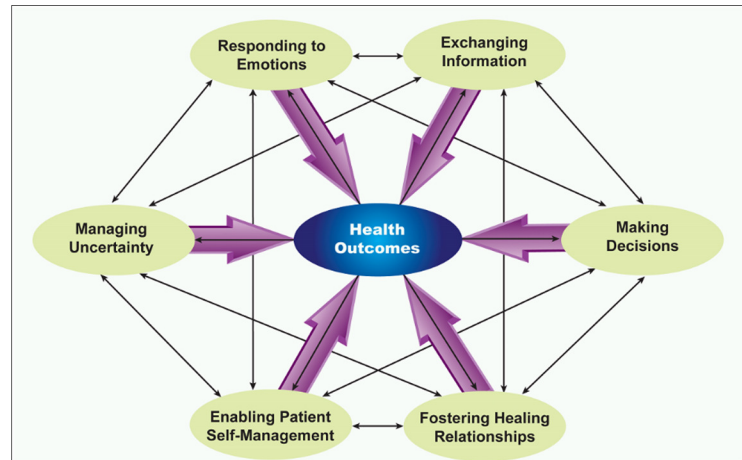 Responding to
Emotions
Exchanging
Information
Managing
Uncertainty
Health
Outcomes
Making
Decisions
Enabling Patient
Self-Management
Fostering Healing
Relationships